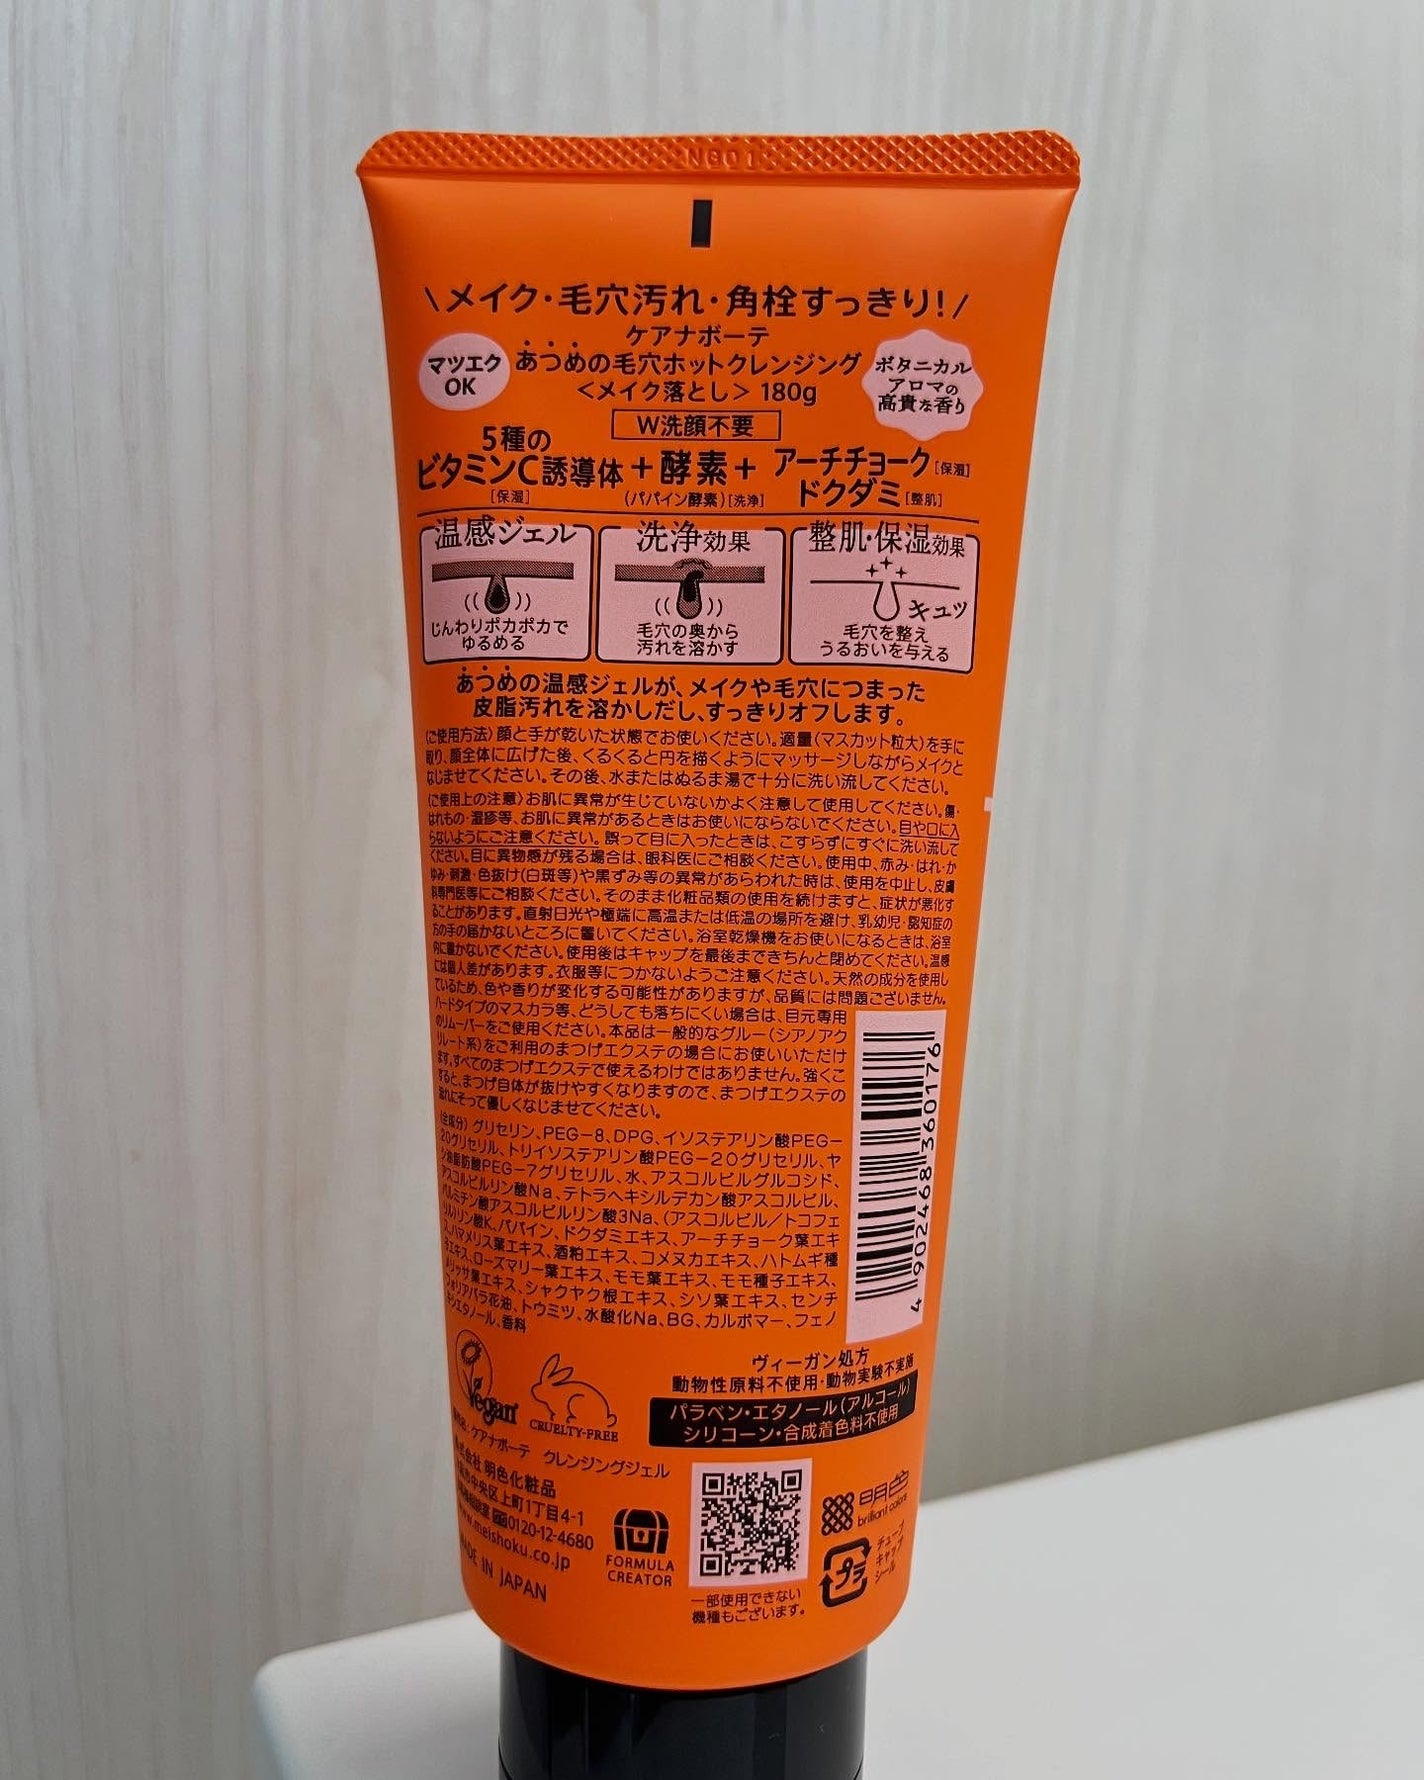 N601
\メイク・毛穴汚れ・角栓すっきり!/
ケアナボーテ
マツエク
OK
あつめの毛穴ホットクレンジング
＜メイク落とし＞ 180g
ボタニカル
アロマの
高貴な香り
W洗顔不要
5種の
ビタミンC誘導体
[保湿]
＋酵素＋
(パパイン酵素)[洗浄]
アーチチョーク[保湿]
ドクダミ[整肌]
温感ジェル
じんわりポカポカで
ゆるめる
洗浄効果
毛穴の奥から
汚れを溶かす
整肌・保湿効果
キュッ
毛穴を整え
うるおいを与える
あつめの温感ジェルが、メイクや毛穴につまった
皮脂汚れを溶かしだし、すっきりオフします。
〈ご使用方法〉顔と手が乾いた状態でお使いください。適量(マスカット粒大)を手に
取り、顔全体に広げた後、くるくると円を描くようにマッサージしながらメイクと
なじませてください。その後、水またはぬるま湯で十分に洗い流してください。
〈ご使用上の注意〉お肌に異常が生じていないかよく注意して使用してください。傷・
はれもの・湿疹等、お肌に異常があるときはお使いにならないでください。目や口に入
らないようにご注意ください。誤って目に入ったときは、こすらずにすぐに洗い流して
ください。目に異物感が残る場合は、眼科医にご相談ください。使用中、赤み・はれ・か
ゆみ・刺激・色抜け(白斑等)や黒ずみ等の異常があらわれた時は、使用を中止し、皮膚
科専門医等にご相談ください。そのまま化粧品類の使用を続けますと、症状が悪化す
ることがあります。直射日光や極端に高温または低温の場所を避け、乳幼児・認知症の
方の手の届かないところに置いてください。浴室乾燥機をお使いになるときは、浴室
内に置かないでください。使用後はキャップを最後まできちんと閉めてください。温感
には個人差があります。衣服等につかないようご注意ください。天然の成分を使用し
ているため、色や香りが変化する可能性がありますが、品質には問題ございません。
ハードタイプのマスカラ等、どうしても落ちにくい場合は、目元専用
のリムーバーをご使用ください。本品は一般的なグルー(シアノアク
リレート系)をご利用のまつげエクステの場合にお使いいただけ
ます。すべてのまつげエクステで使えるわけではありません。強くこ
すると、まつげ自体が抜けやすくなりますので、まつげエクステの
流れにそって優しくなじませてください。
〈全成分〉グリセリン、PEG－8、DPG、イソステアリン酸PEG－
20グリセリル、トリイソステアリン酸PEG－20グリセリル、ヤ
シ油脂肪酸PEG－7グリセリル、水、アスコルビルグルコシド、
アスコルビルリン酸Na、テトラヘキシルデカン酸アスコルビル、
パルミチン酸アスコルビルリン酸3Na、(アスコルビル／トコフェ
リル)リン酸K、パパイン、ドクダミエキス、アーチチョーク葉エキ
ス、ハマメリス葉エキス、酒粕エキス、コメヌカエキス、ハトムギ種
子エキス、ローズマリー葉エキス、モモ葉エキス、モモ種子エキス、
メリッサ葉エキス、シャクヤク根エキス、シソ葉エキス、センチ
フォリアバラ花油、トウミツ、水酸化Na、BG、カルボマー、フェノ
キシエタノール、香料
4 902468 360176
Vegan
CRUELTY-FREE
ヴィーガン処方
動物性原料不使用・動物実験不実施
パラベン・エタノール(アルコール)
シリコーン・合成着色料不使用
ケアナボーテ クレンジングジェル
株式会社 明色化粧品
中央区上町1丁目4-1
0120-12-4680
www.meishoku.co.jp
MADE IN JAPAN
FORMULA
CREATOR
一部使用できない
機種もございます。
明色
brilliant colors
プラ
チューブ
キャップ
シール